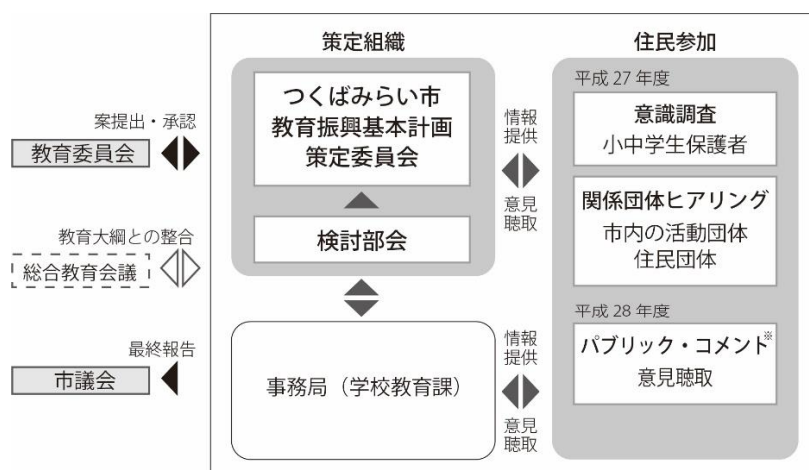 案提出・承認
教育委員会
教育大綱との整合
総合教育会議
最終報告
市議会
策定組織
つくばみらい市
教育振興基本計画
策定委員会
検討部会
事務局（学校教育課）
情報
提供
意見
聴取
情報
提供
意見
聴取
住民参加
平成 27 年度
意識調査
小中学生保護者
関係団体ヒアリング
市内の活動団体
住民団体
平成 28 年度
パブリック・コメント※
意見聴取